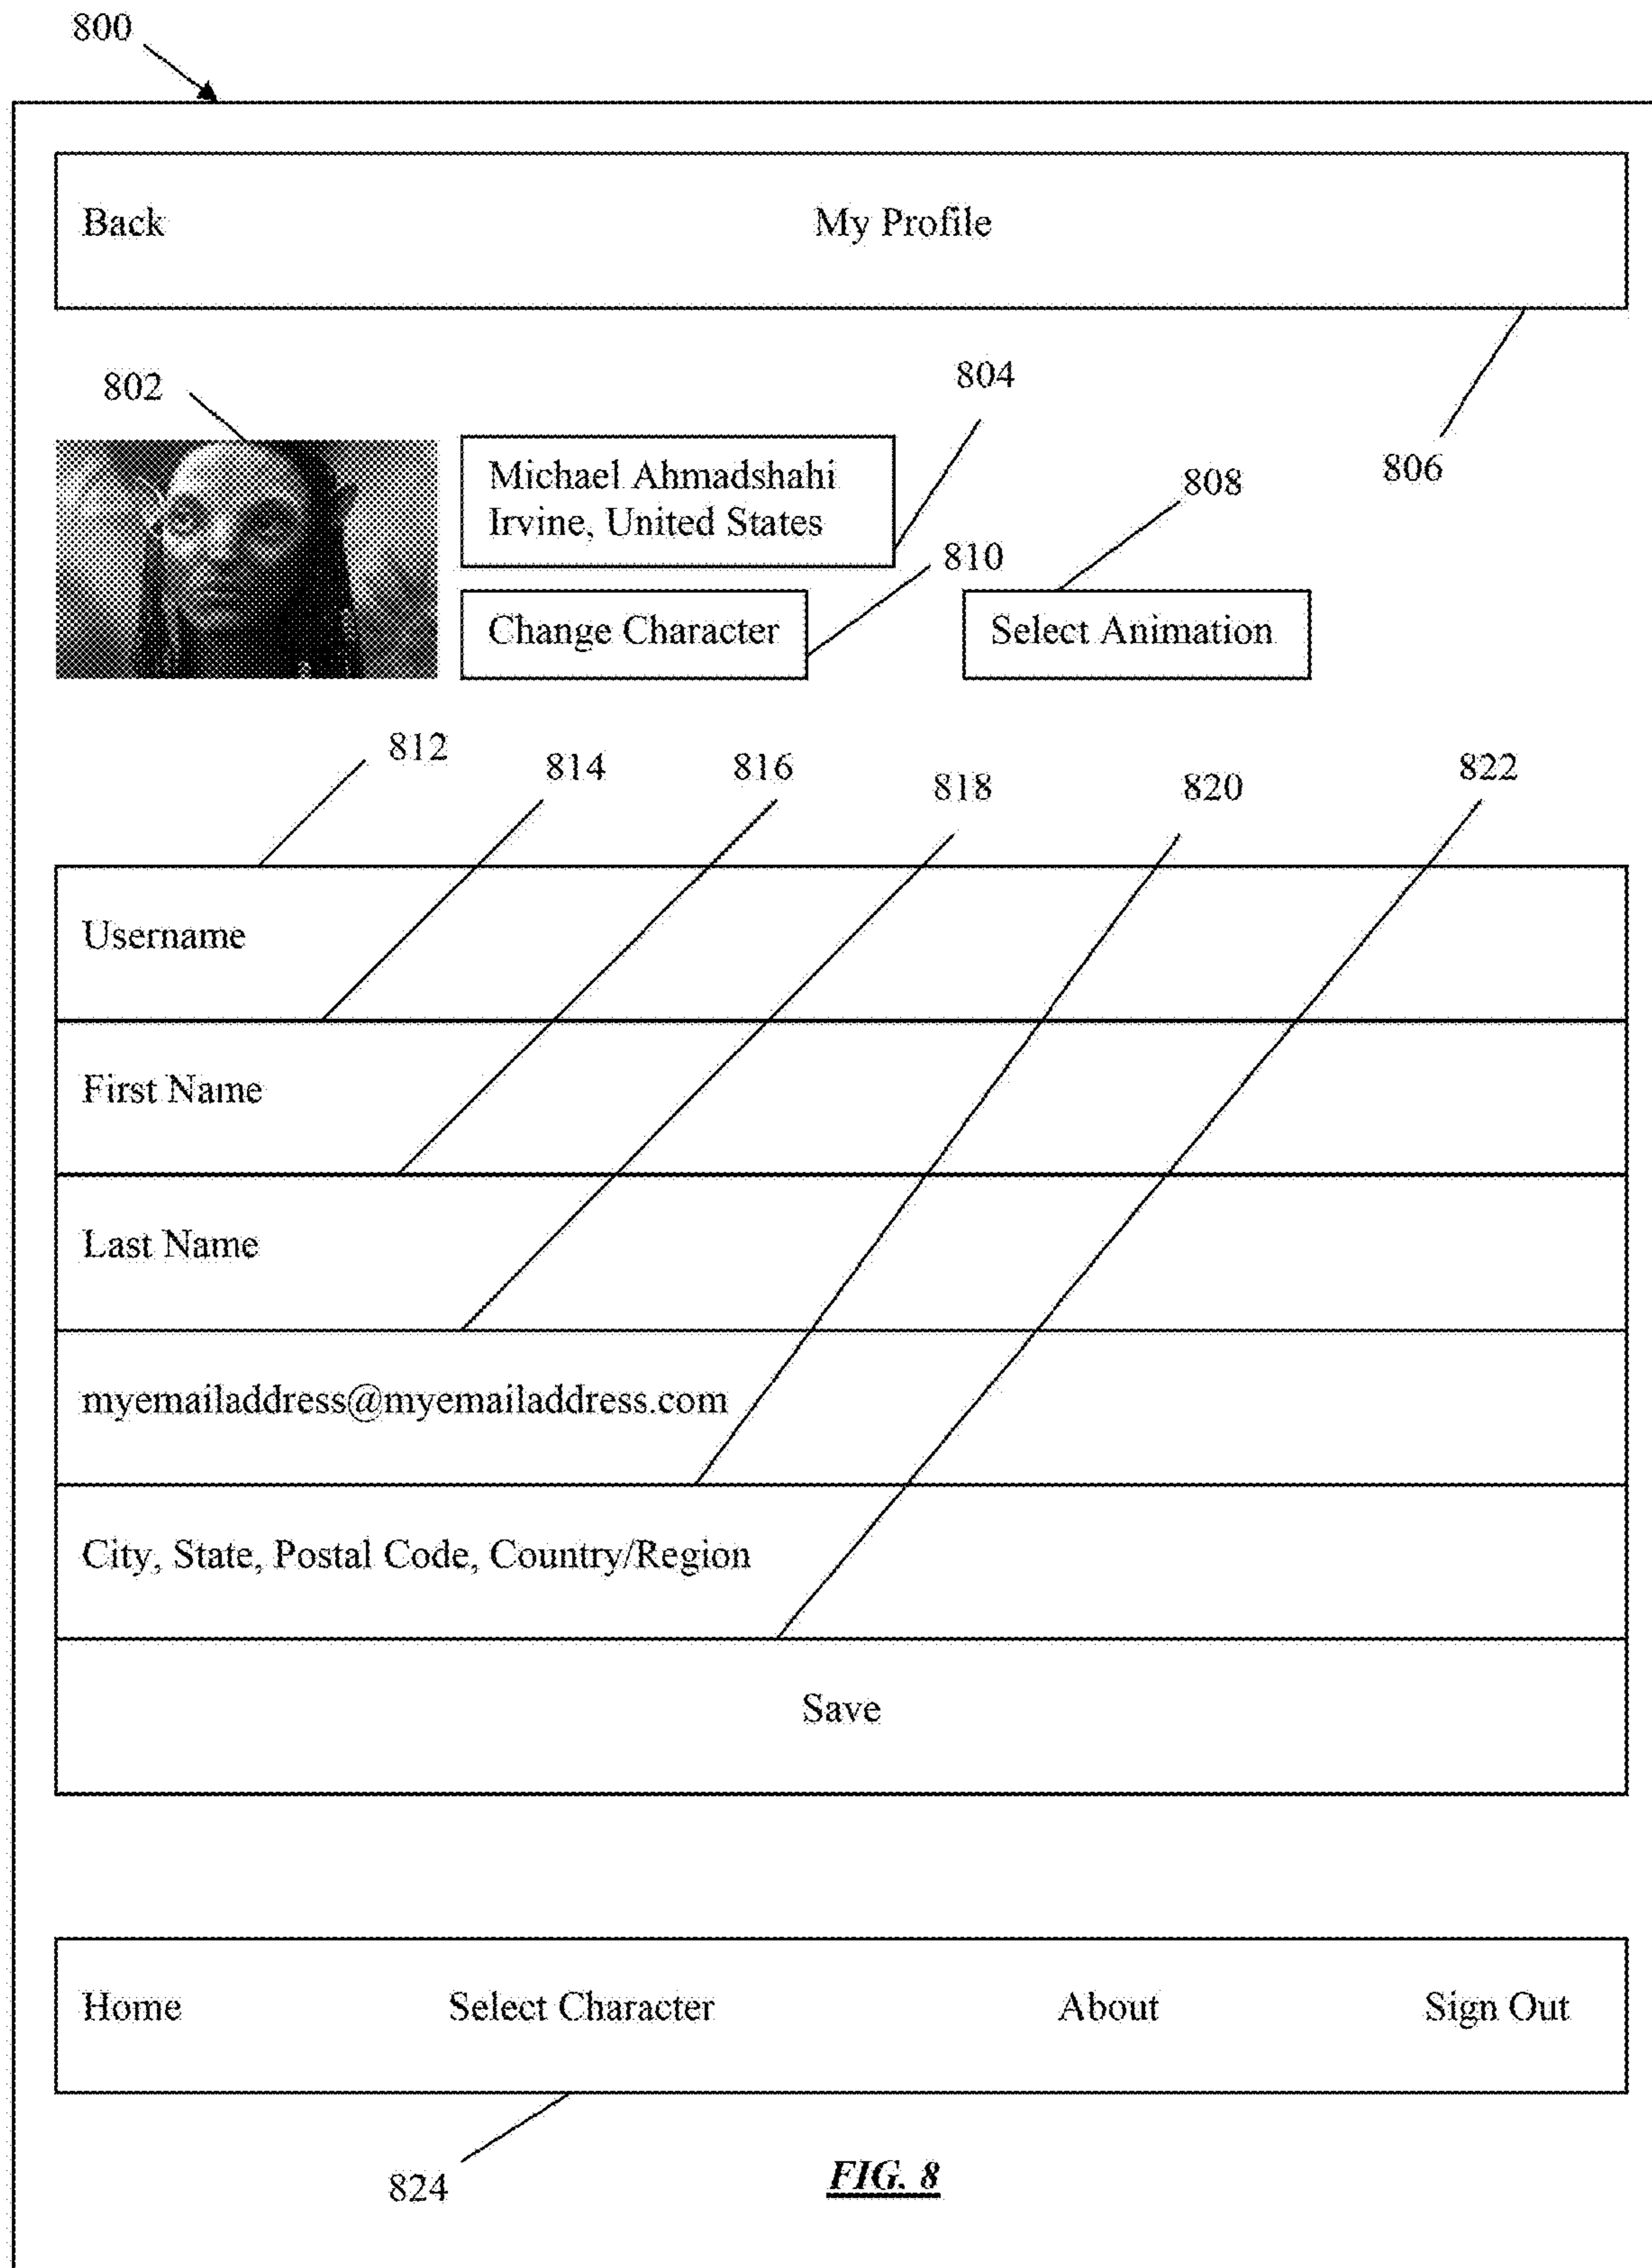 800
Back My Profile
802
804
806
Michael Ahmadshahi
Irvine, United States
808
810
Change Character
Select Animation
812
814
816
818
820
822
Username
First Name
Last Name
myemailaddress@myemailaddress.com
City, State, Postal Code, Country/Region
Save
Home Select Character About Sign Out
824
FIG. 8